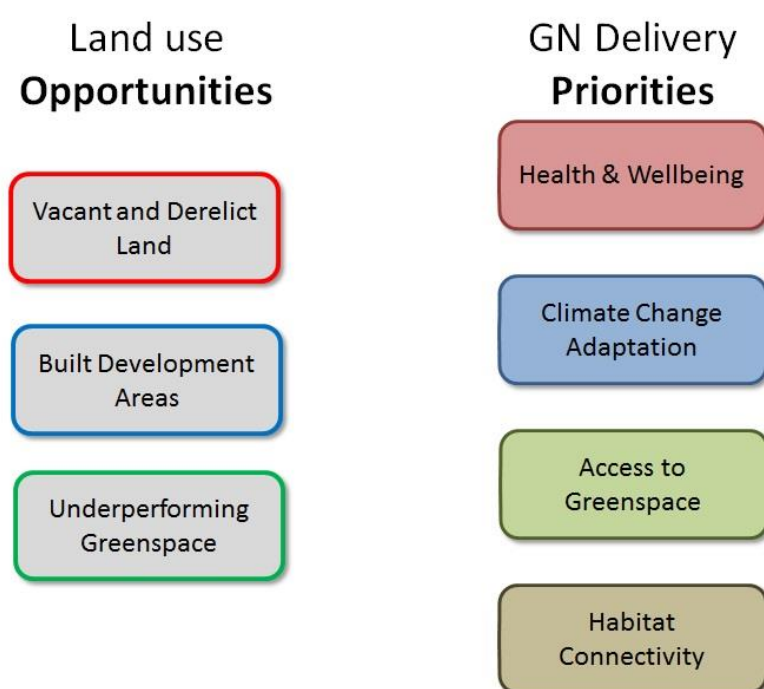 Land use
Opportunities
Vacant and Derelict
Land
Built Development
Areas
Underperforming
Greenspace
GN Delivery
Priorities
Health & Wellbeing
Climate Change
Adaptation
Access to
Greenspace
Habitat
Connectivity